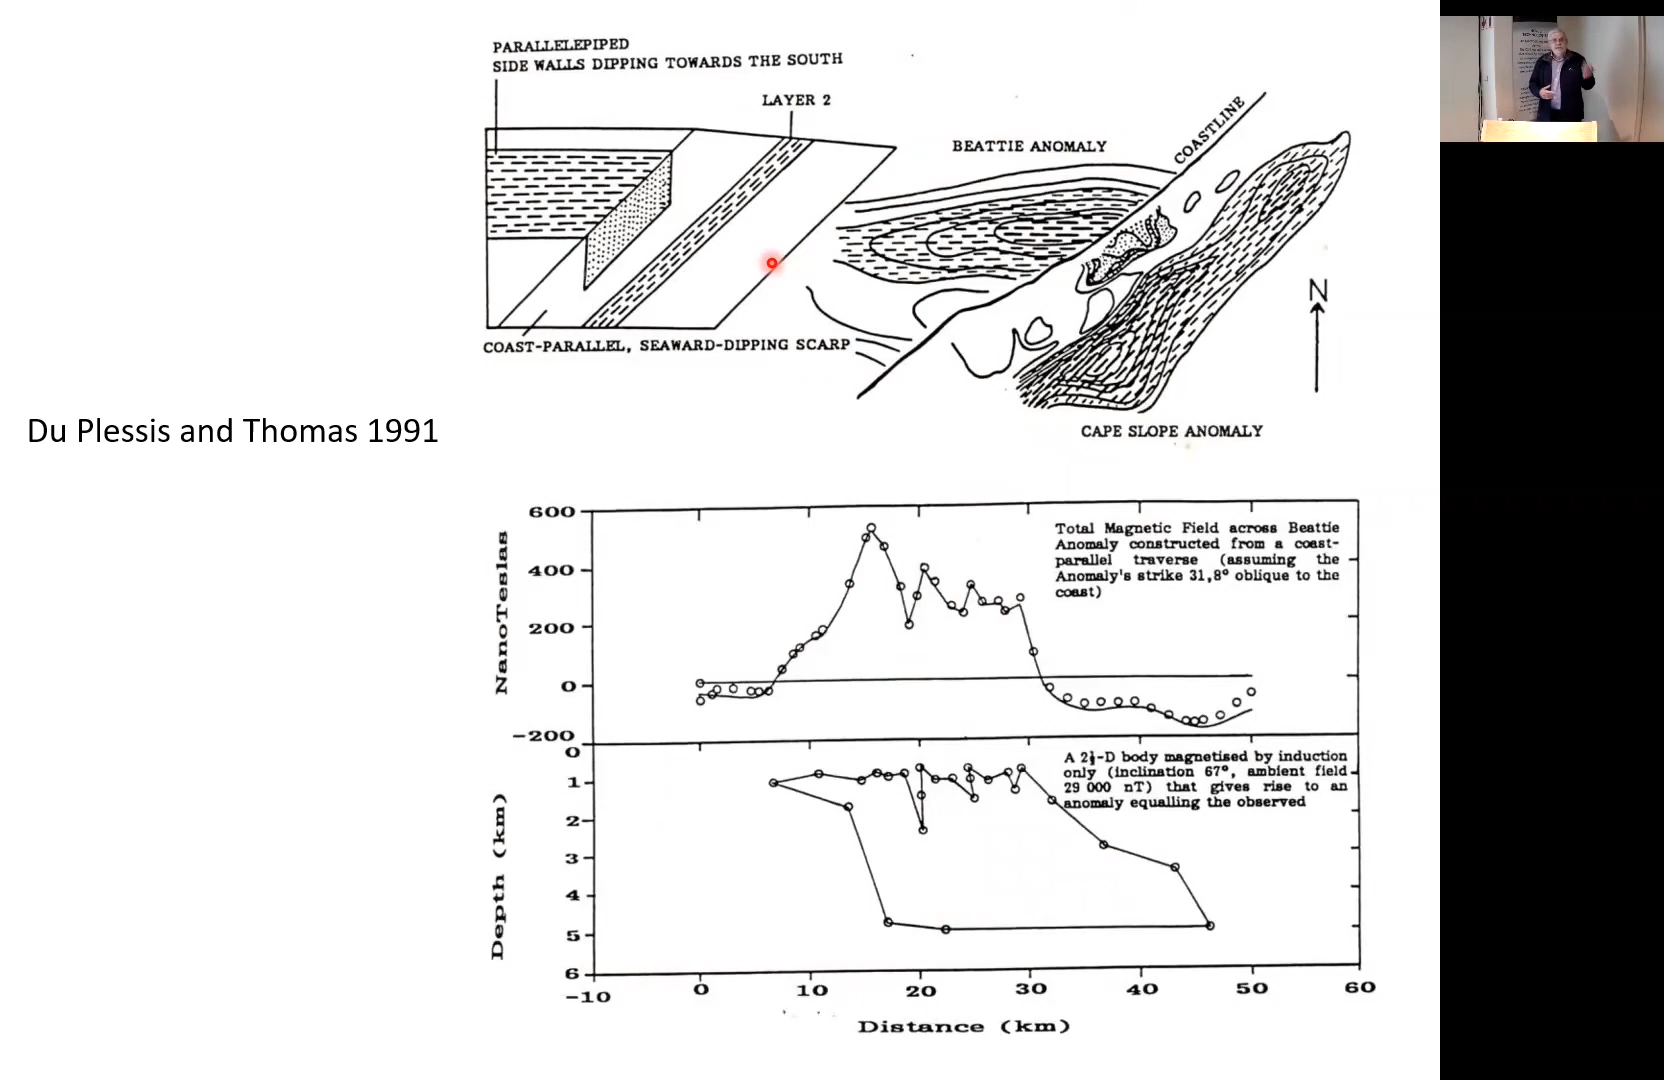 PARALLELEPIPED
SIDE WALLS DIPPING TOWARDS THE SOUTH
LAYER 2
BEATTIE ANOMALY
COASTLINE
N
COAST-PARALLEL, SEAWARD-DIPPING SCARP
CAPE SLOPE ANOMALY
Du Plessis and Thomas 1991
NanoTeslas
600
400
200
0
-200
Total Magnetic Field across Beattie
Anomaly constructed from a coast-
parallel traverse (assuming the
Anomaly's strike 31,8° oblique to the
coast)
Depth (km)
0
1
2
3
4
5
6
A 2½-D body magnetised by induction
only (inclination 67°, ambient field
29 000 nT) that gives rise to an
anomaly equalling the observed
-10
0
10
20
30
40
50
60
Distance (km)